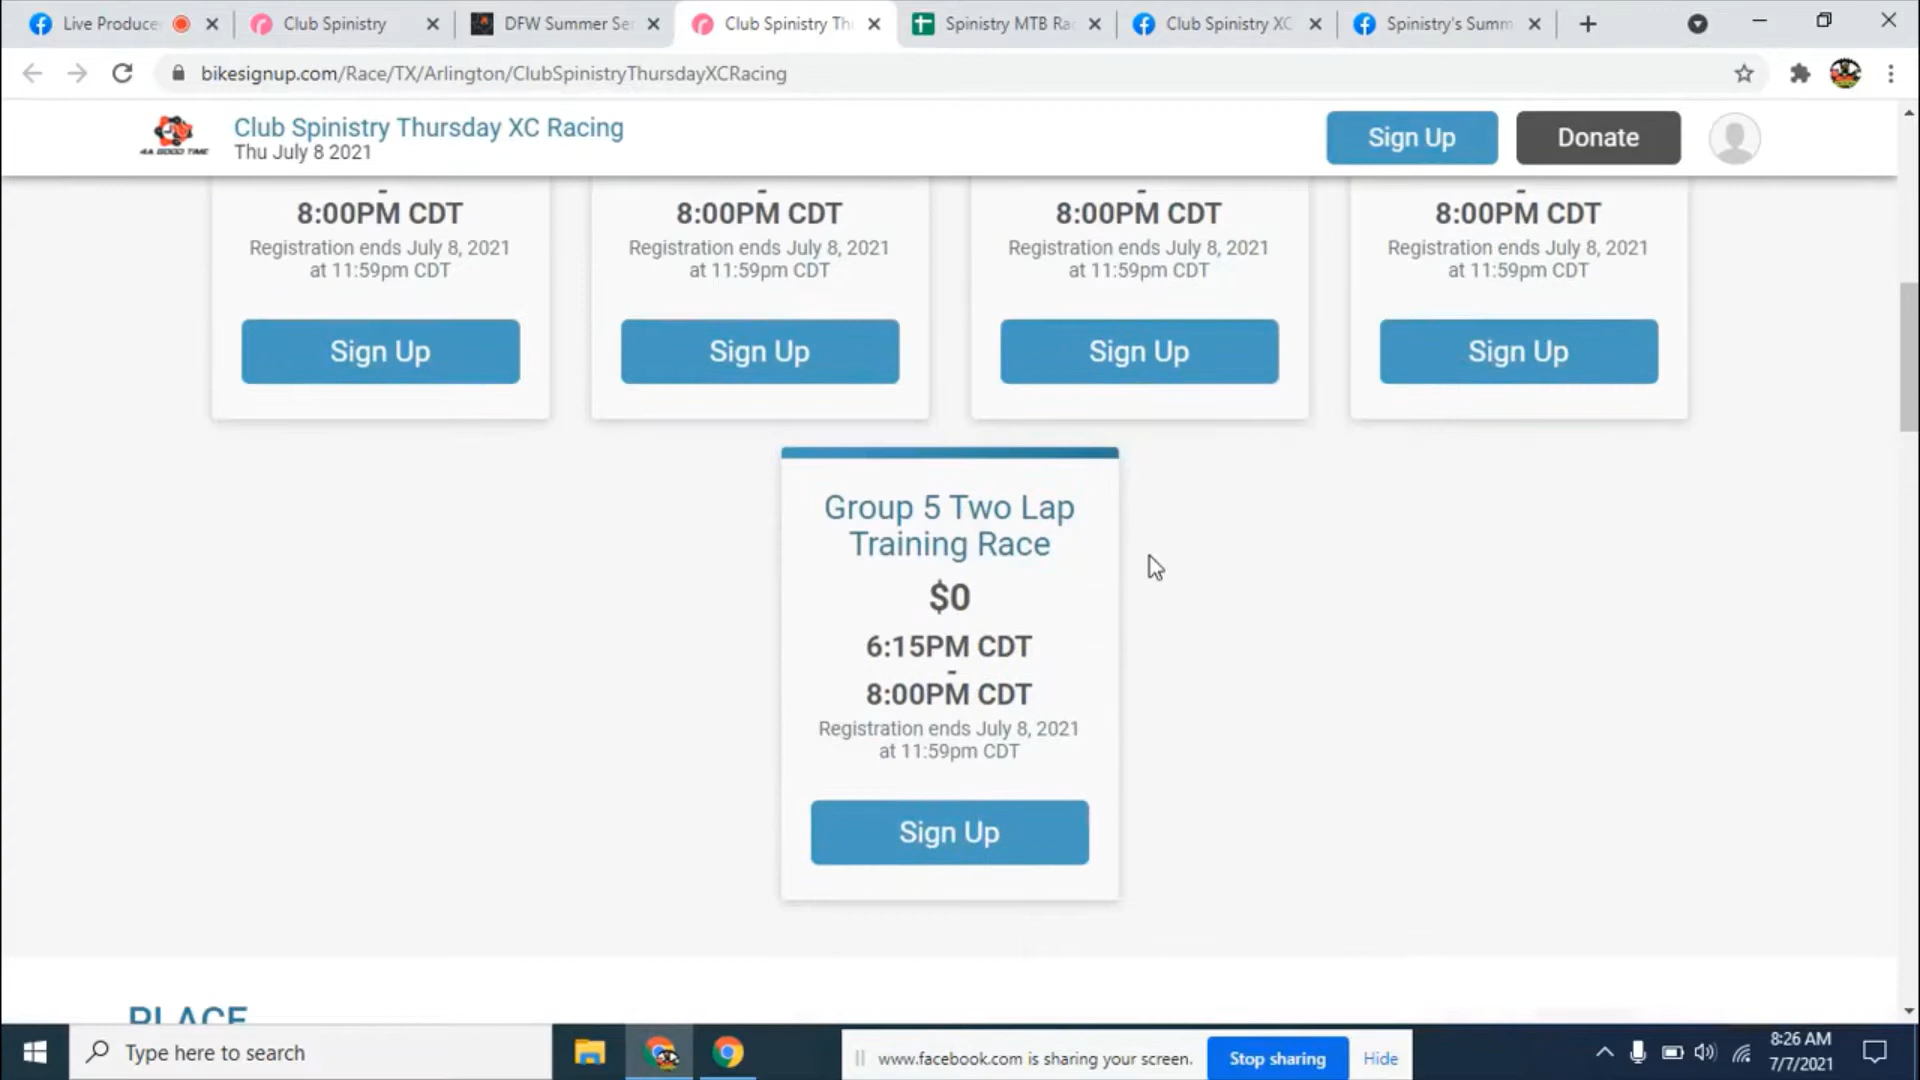 Live Produce
Club Spinistry
DFW Summer Se
Club Spinistry Th
Spinistry MTB Ra
Club Spinistry XC
Spinistry's Summ
bikesignup.com/Race/TX/Arlington/ClubSpinistryThursdayXCRacing
4A GOOD TIME
Club Spinistry Thursday XC Racing
Thu July 8 2021
Sign Up
Donate
-
8:00PM CDT
Registration ends July 8, 2021
at 11:59pm CDT
Sign Up
-
8:00PM CDT
Registration ends July 8, 2021
at 11:59pm CDT
Sign Up
-
8:00PM CDT
Registration ends July 8, 2021
at 11:59pm CDT
Sign Up
-
8:00PM CDT
Registration ends July 8, 2021
at 11:59pm CDT
Sign Up
Group 5 Two Lap
Training Race
$0
6:15PM CDT
-
8:00PM CDT
Registration ends July 8, 2021
at 11:59pm CDT
Sign Up
PLACE
Type here to search
www.facebook.com is sharing your screen.
Stop sharing
Hide
8:26 AM
7/7/2021